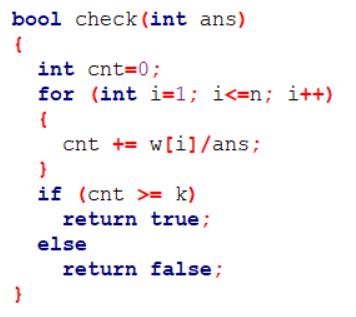 bool check(int ans)
{
int cnt=0;
for (int i=1; i<=n; i++)
{
cnt += w[i]/ans;
}
if (cnt >= k)
return true;
else
return false;
}